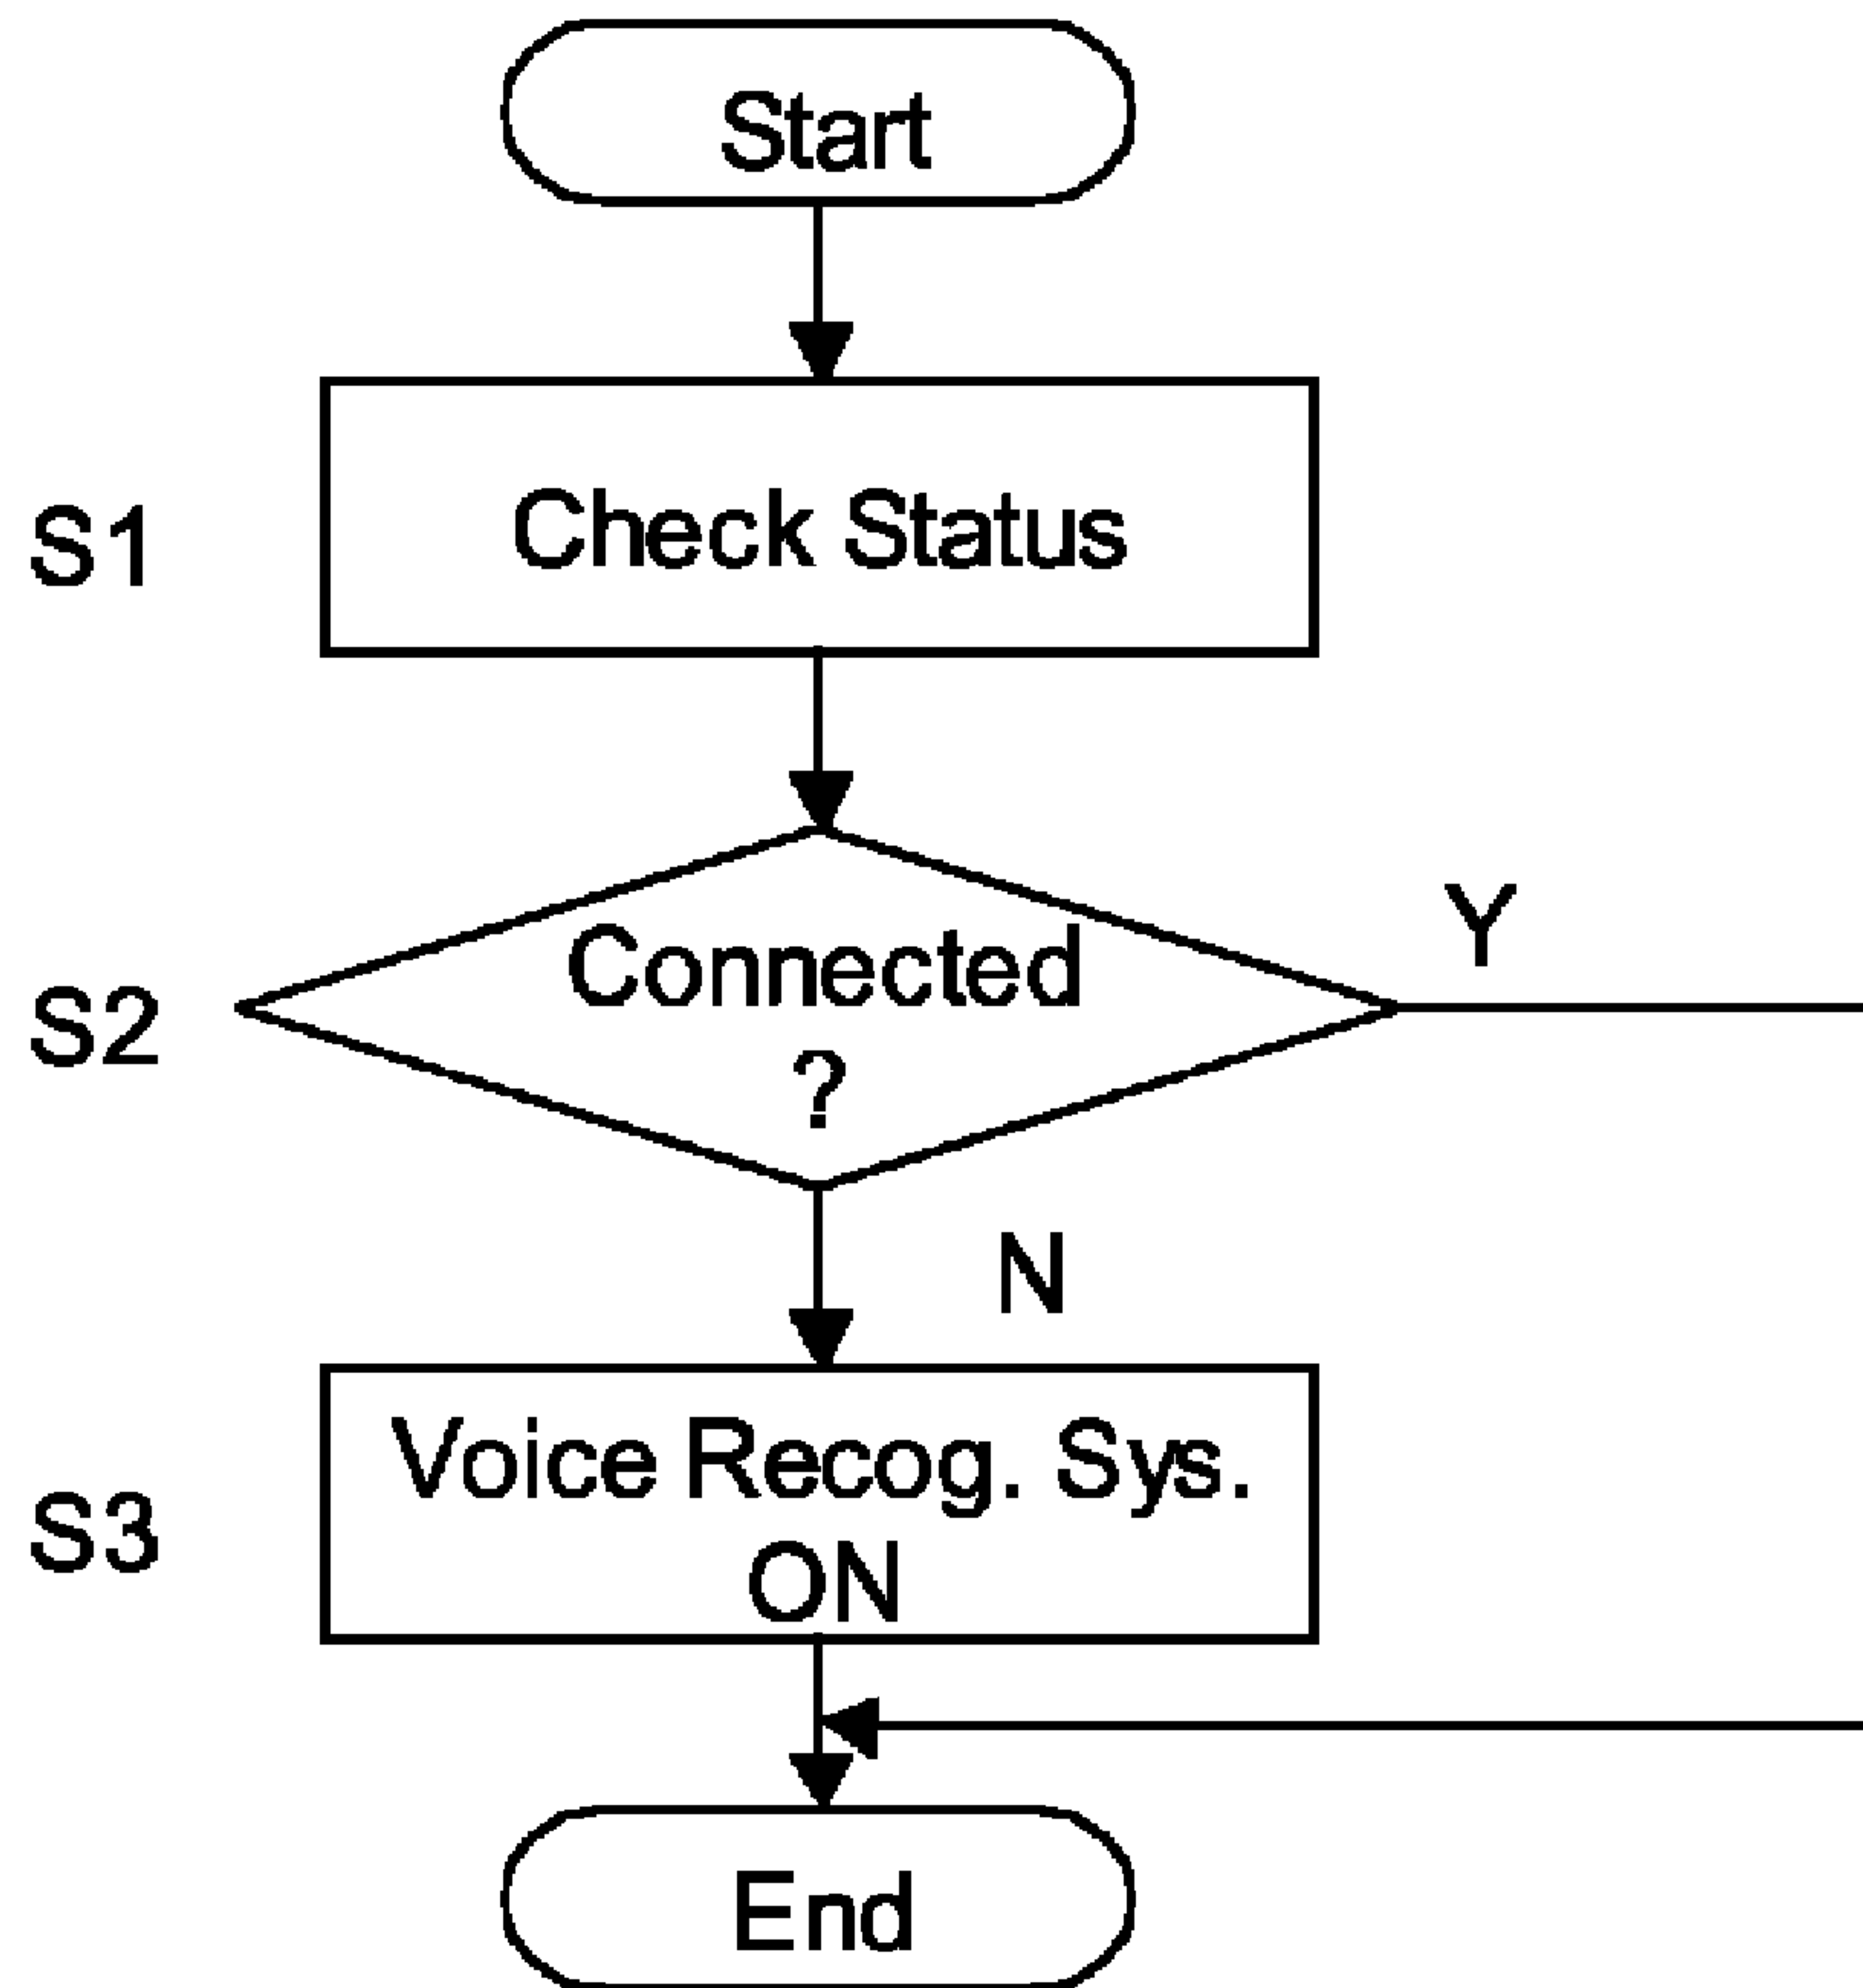 Start
S1
Check Status
S2
Connected
?
Y
N
S3
Voice Recog. Sys.
ON
End